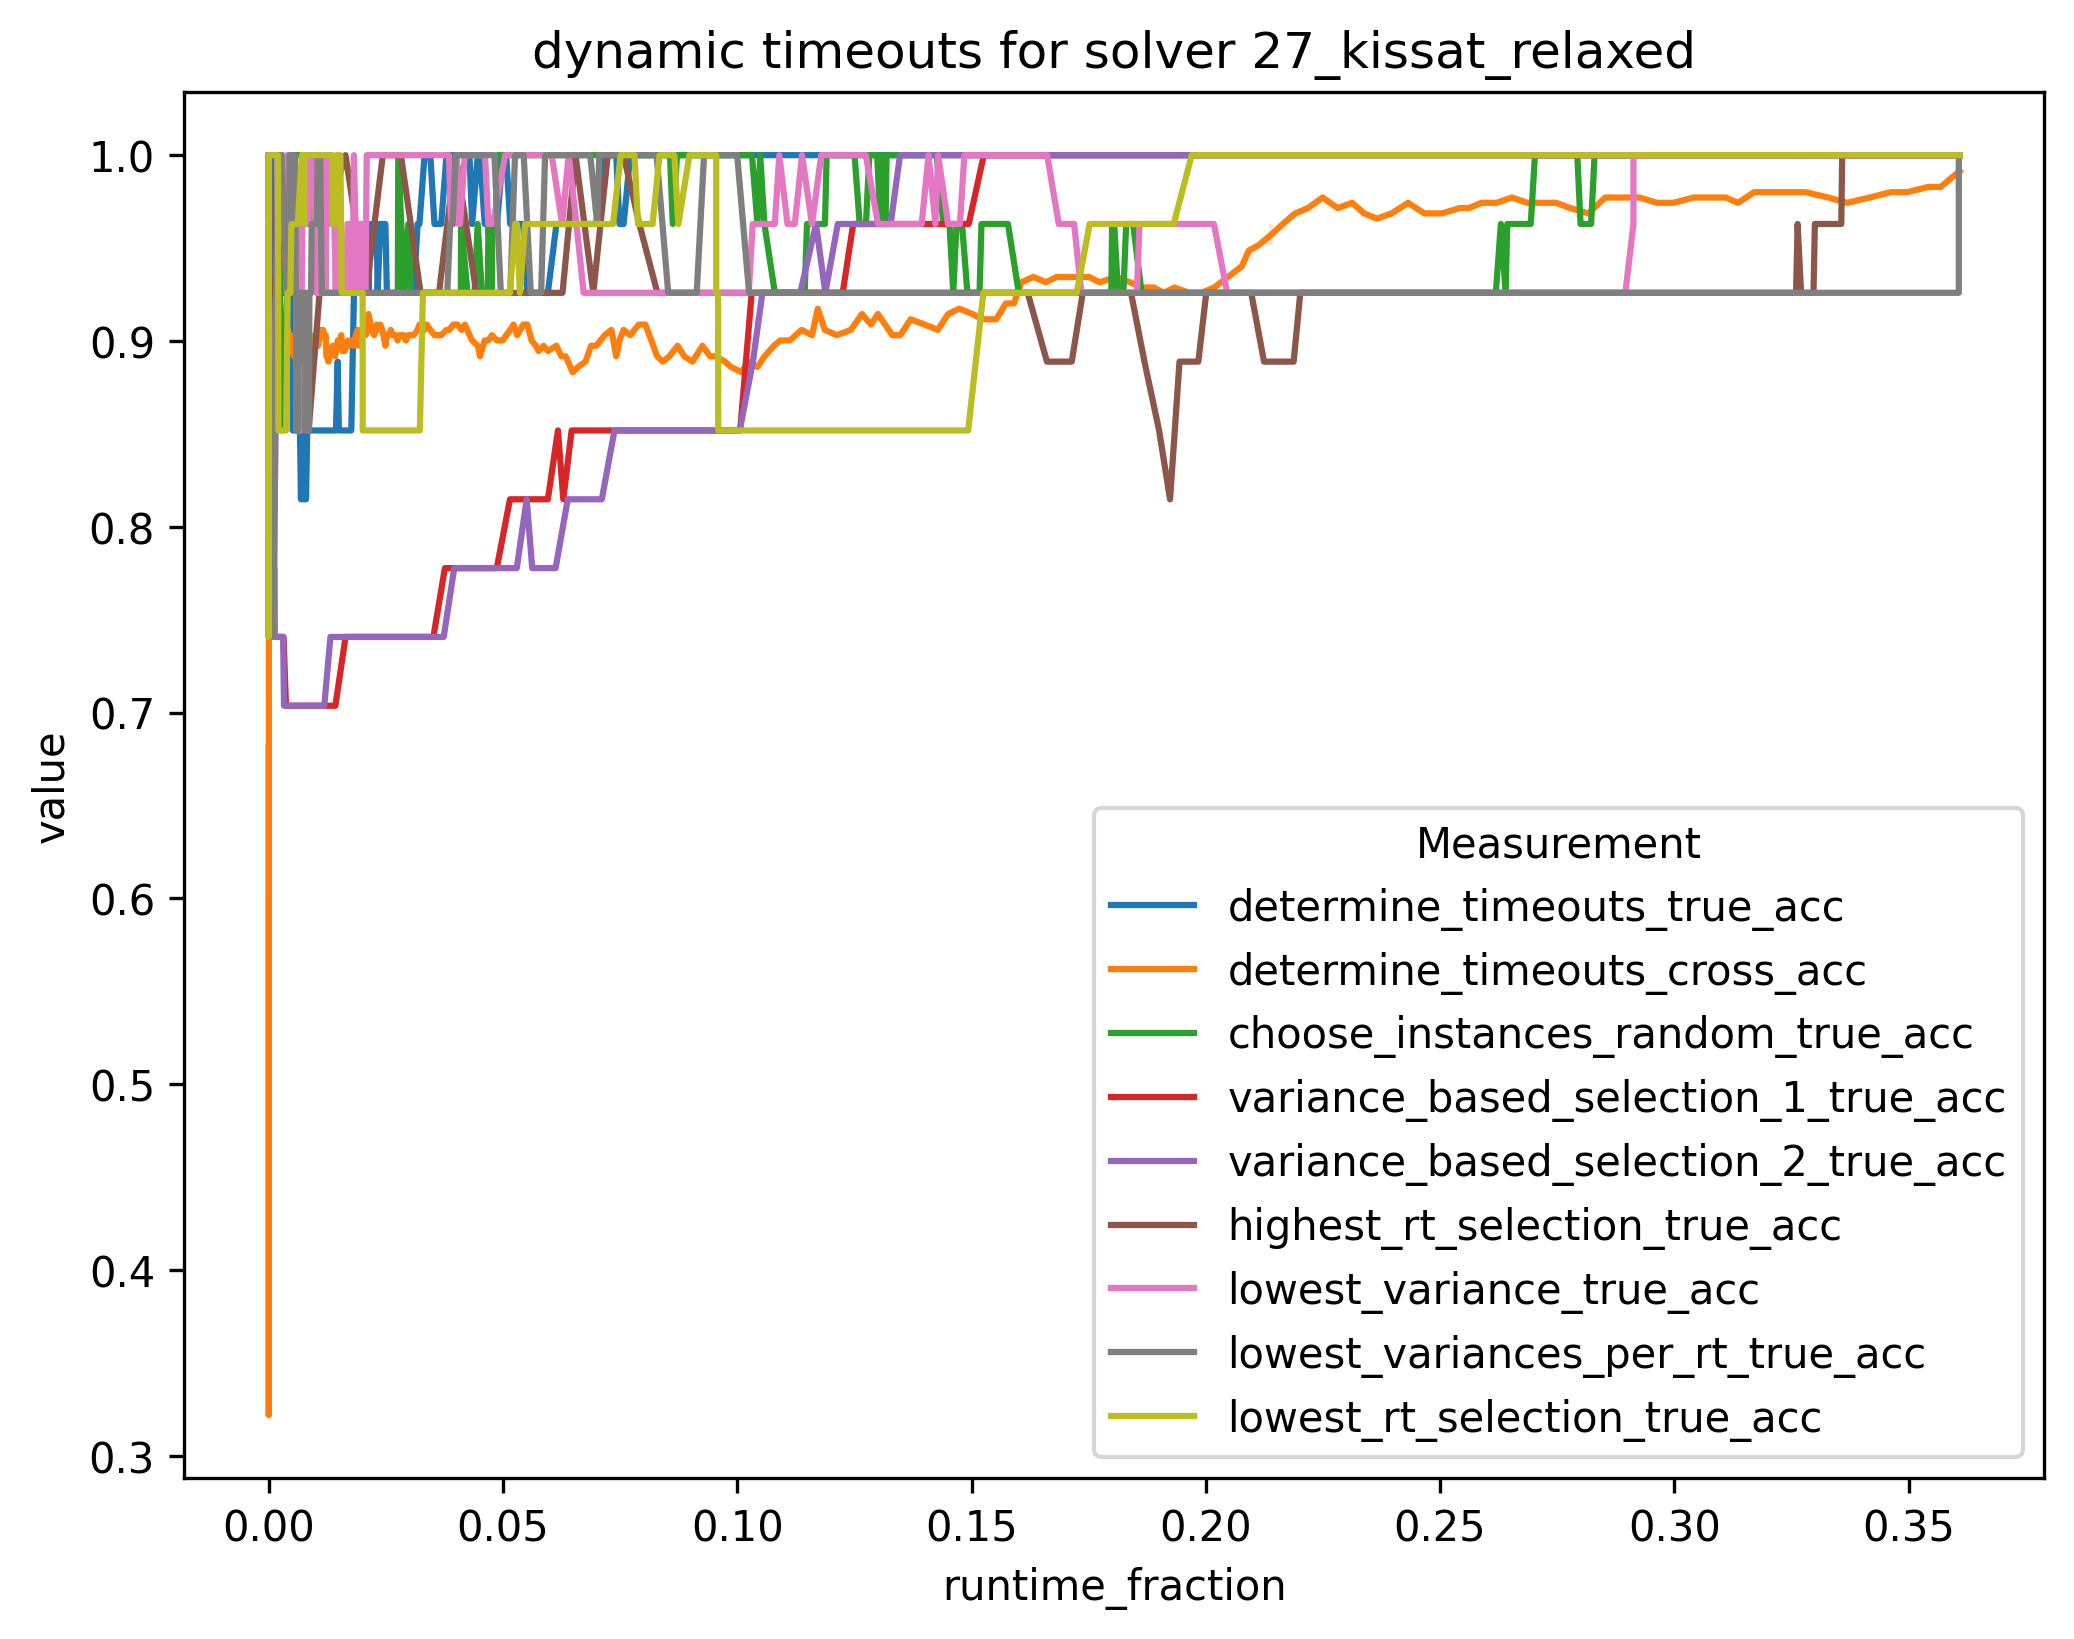 dynamic timeouts for solver 27_kissat_relaxed
1.0
0.9
0.8
0.7
0.6
0.5
0.4
0.3
value
Measurement
determine_timeouts_true_acc
determine_timeouts_cross_acc
choose_instances_random_true_acc
variance_based_selection_1_true_acc
variance_based_selection_2_true_acc
highest_rt_selection_true_acc
lowest_variance_true_acc
lowest_variances_per_rt_true_acc
lowest_rt_selection_true_acc
0.00 0.05 0.10 0.15 0.20 0.25 0.30 0.35
runtime_fraction